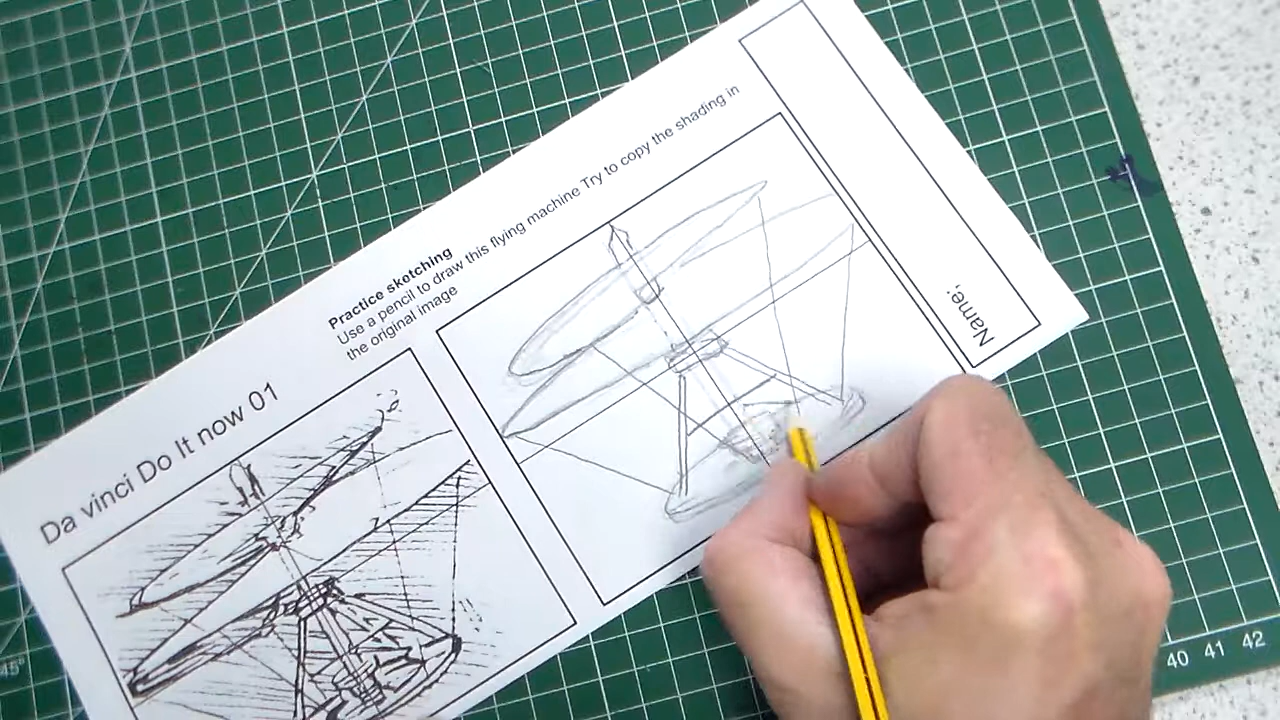 Da vinci Do It now 01
Practice sketching
Use a pencil to draw this flying machine Try to copy the shading in
the original image
Name;
45°
40 41 42